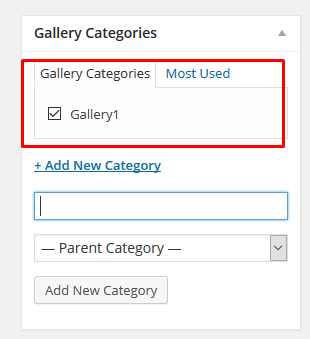 Gallery Categories
Gallery Categories Most Used
Gallery1
+ Add New Category
— Parent Category —
Add New Category